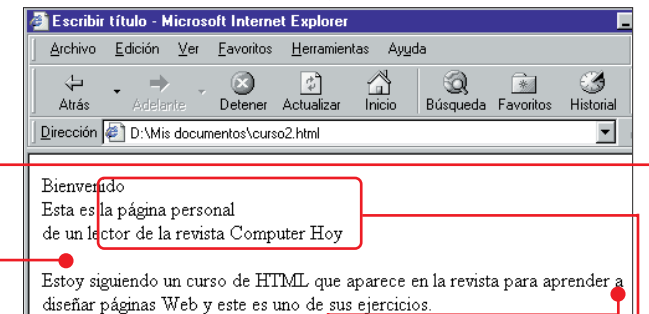 Escribir título - Microsoft Internet Explorer
Archivo Edición Ver Favoritos Herramientas Ayuda
Atrás Adelante Detener Actualizar Inicio Búsqueda Favoritos Historial
Dirección D:\Mis documentos\curso2.html
Bienvenido
Esta es la página personal
de un lector de la revista Computer Hoy
Estoy siguiendo un curso de HTML que aparece en la revista para aprender a
diseñar páginas Web y este es uno de sus ejercicios.